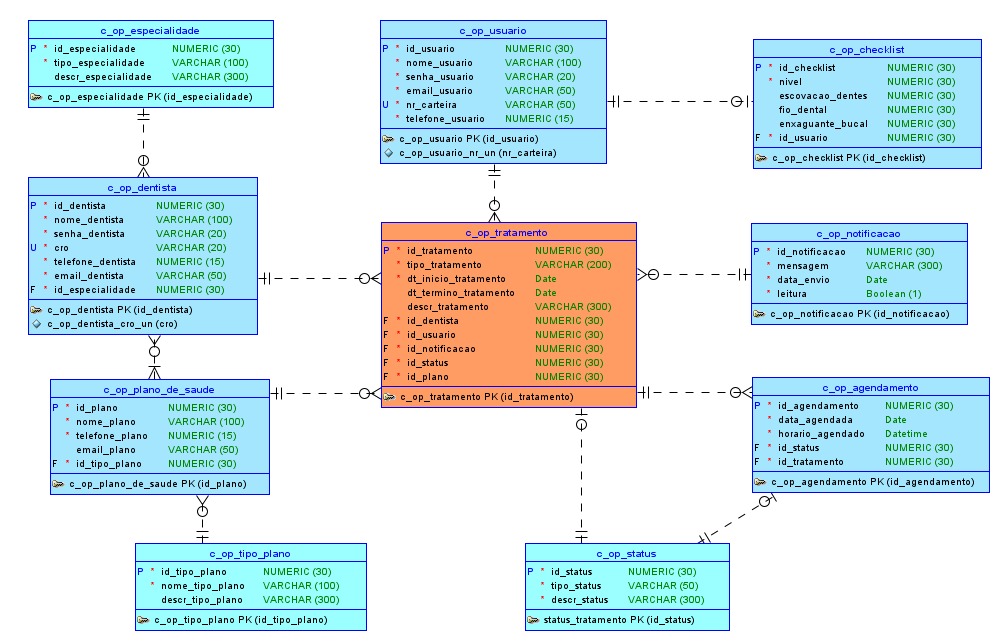 c_op_especialidade
P * id_especialidade NUMERIC (30)
* tipo_especialidade VARCHAR (100)
* descr_especialidade VARCHAR (300)
c_op_especialidade PK (id_especialidade)
c_op_usuario
P * id_usuario NUMERIC (30)
* nome_usuario VARCHAR (100)
* senha_usuario VARCHAR (20)
* email_usuario VARCHAR (50)
U * nr_carteira VARCHAR (50)
* telefone_usuario NUMERIC (15)
c_op_usuario PK (id_usuario)
c_op_usuario_nr_un (nr_carteira)
c_op_checklist
P * id_checklist NUMERIC (30)
* nivel NUMERIC (30)
escovacao_dentes NUMERIC (30)
fio_dental NUMERIC (30)
enxaguante_bucal NUMERIC (30)
F * id_usuario NUMERIC (30)
c_op_checklist PK (id_checklist)
c_op_dentista
P * id_dentista NUMERIC (30)
* nome_dentista VARCHAR (100)
* senha_dentista VARCHAR (20)
U * cro VARCHAR (20)
* telefone_dentista NUMERIC (15)
* email_dentista VARCHAR (50)
F * id_especialidade NUMERIC (30)
c_op_dentista PK (id_dentista)
c_op_dentista_cro_un (cro)
c_op_tratamento
P * id_tratamento NUMERIC (30)
* tipo_tratamento VARCHAR (200)
* dt_inicio_tratamento Date
dt_termino_tratamento Date
descr_tratamento VARCHAR (300)
F * id_dentista NUMERIC (30)
F * id_usuario NUMERIC (30)
F * id_notificacao NUMERIC (30)
F * id_status NUMERIC (30)
F * id_plano NUMERIC (30)
c_op_tratamento PK (id_tratamento)
c_op_notificacao
P * id_notificacao NUMERIC (30)
* mensagem VARCHAR (300)
* data_envio Date
* leitura Boolean (1)
c_op_notificacao PK (id_notificacao)
c_op_plano_de_saude
P * id_plano NUMERIC (30)
* nome_plano VARCHAR (100)
* telefone_plano NUMERIC (15)
email_plano VARCHAR (50)
F * id_tipo_plano NUMERIC (30)
c_op_plano_de_saude PK (id_plano)
c_op_agendamento
P * id_agendamento NUMERIC (30)
* data_agendada Date
* horario_agendado Datetime
F * id_status NUMERIC (30)
F * id_tratamento NUMERIC (30)
c_op_agendamento PK (id_agendamento)
c_op_tipo_plano
P * id_tipo_plano NUMERIC (30)
* nome_tipo_plano VARCHAR (100)
descr_tipo_plano VARCHAR (300)
c_op_tipo_plano PK (id_tipo_plano)
c_op_status
P * id_status NUMERIC (30)
* tipo_status VARCHAR (50)
* descr_status VARCHAR (300)
status_tratamento PK (id_status)